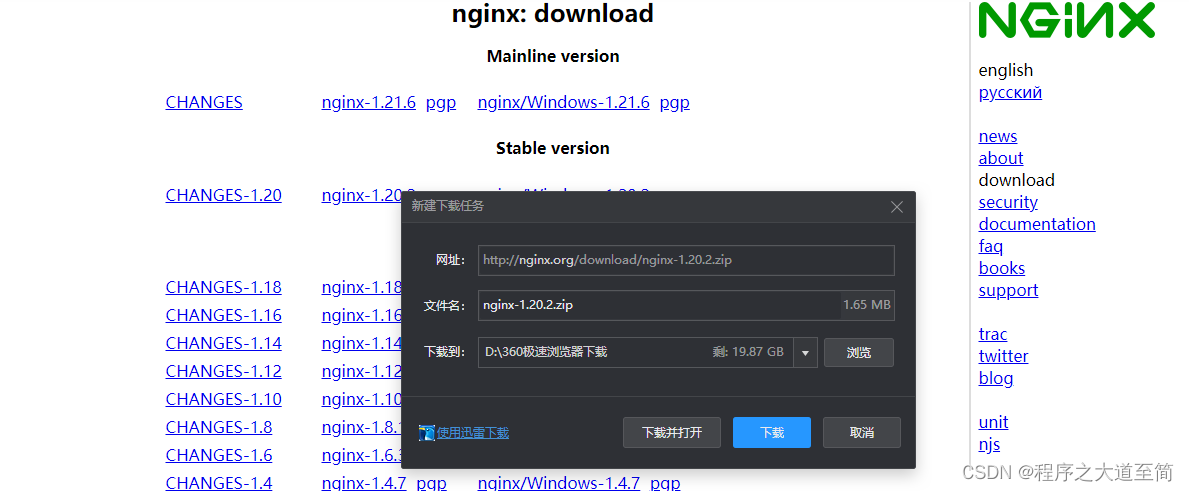 nginx: download
NGiNX
Mainline version
CHANGES nginx-1.21.6 pgp nginx/Windows-1.21.6 pgp
Stable version
CHANGES-1.20 nginx-1.20.2
新建下载任务
网址: http://nginx.org/download/nginx-1.20.2.zip
文件名: nginx-1.20.2.zip 1.65 MB
下载到: D:\360极速浏览器下载 剩: 19.87 GB 浏览
使用迅雷下载 下载并打开 下载 取消
CHANGES-1.18 nginx-1.18
CHANGES-1.16 nginx-1.16
CHANGES-1.14 nginx-1.14
CHANGES-1.12 nginx-1.12
CHANGES-1.10 nginx-1.10
CHANGES-1.8 nginx-1.8.1
CHANGES-1.6 nginx-1.6.3
CHANGES-1.4 nginx-1.4.7 pgp nginx/Windows-1.4.7 pgp
english
русский
news
about
download
security
documentation
faq
books
support
trac
twitter
blog
unit
njs
CSDN @程序之大道至简